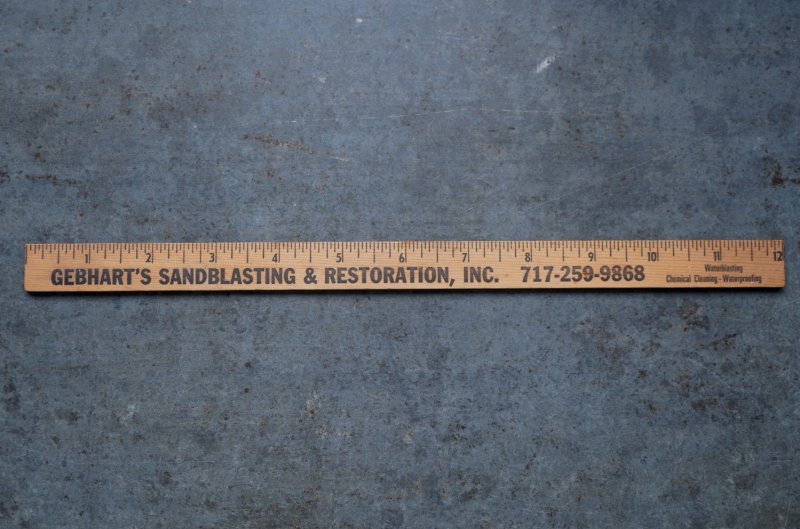 1 2 3 4 5 6 7 8 9 10 11 12
GEBHART'S SANDBLASTING & RESTORATION, INC. 717-259-9868
Waterblasting
Chemical Cleaning - Waterproofing